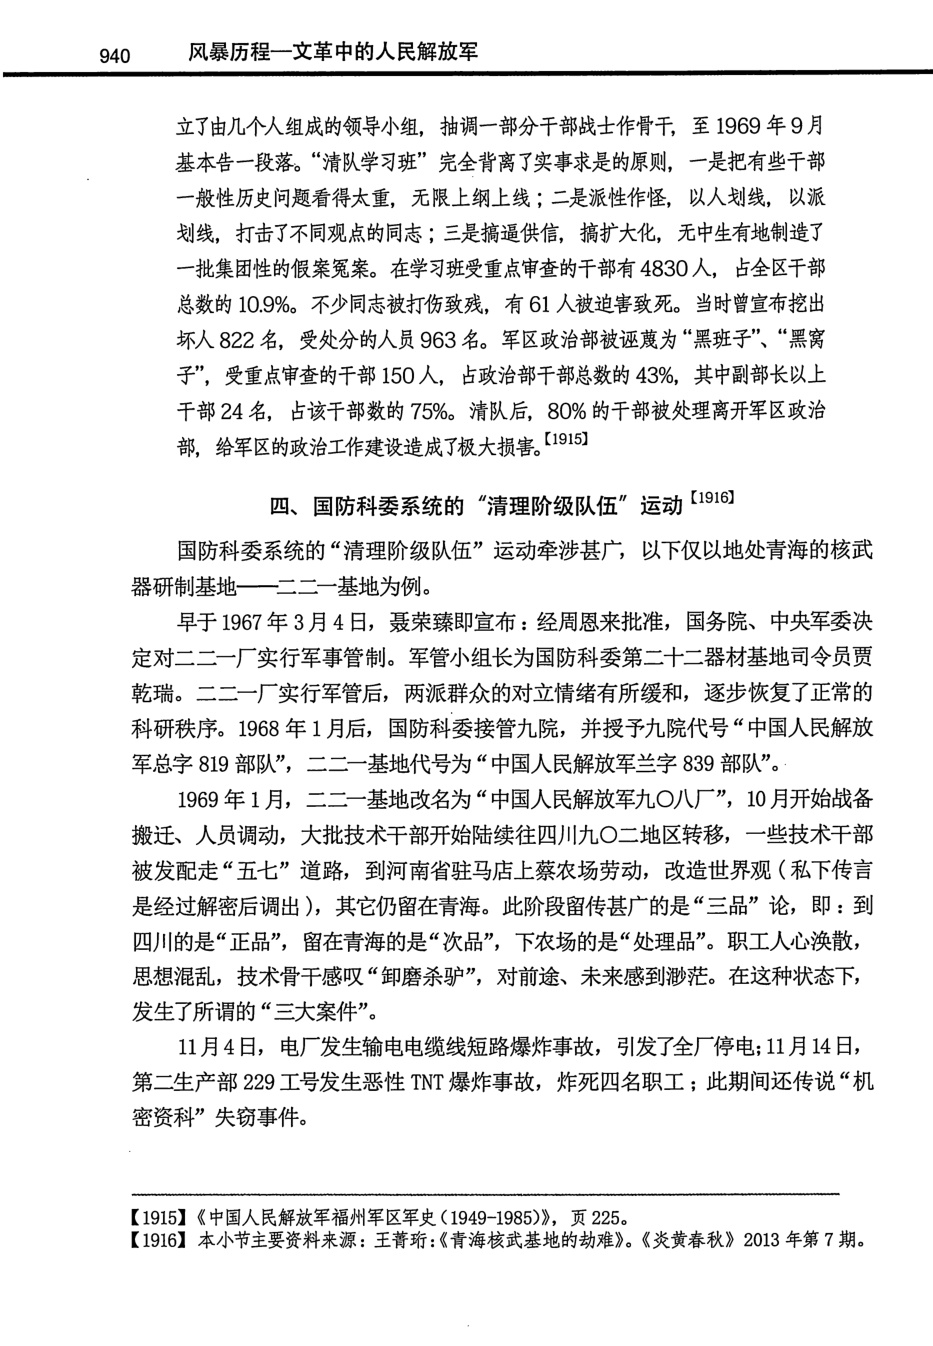 940 风暴历程—文革中的人民解放军
立了由几个人组成的领导小组，抽调一部分干部战士作骨干，至 1969 年 9 月
基本告一段落。“清队学习班”完全背离了实事求是的原则，一是把有些干部
一般性历史问题看得太重，无限上纲上线；二是派性作怪，以人划线，以派
划线，打击了不同观点的同志；三是搞逼供信，搞扩大化，无中生有地制造了
一批集团性的假案冤案。在学习班受重点审查的干部有 4830 人，占全区干部
总数的 10.9%。不少同志被打伤致残，有 61 人被迫害致死。当时曾宣布挖出
坏人 822 名，受处分的人员 963 名。军区政治部被诬蔑为“黑班子”、“黑窝
子”，受重点审查的干部 150 人，占政治部干部总数的 43%，其中副部长以上
干部 24 名，占该干部数的 75%。清队后，80% 的干部被处理离开军区政治
部，给军区的政治工作建设造成了极大损害。【1915】
四、国防科委系统的“清理阶级队伍”运动【1916】
国防科委系统的“清理阶级队伍”运动牵涉甚广，以下仅以地处青海的核武
器研制基地——二二一基地为例。
早于 1967 年 3 月 4 日，聂荣臻即宣布：经周恩来批准，国务院、中央军委决
定对二二一厂实行军事管制。军管小组长为国防科委第二十二器材基地司令员贾
乾瑞。二二一厂实行军管后，两派群众的对立情绪有所缓和，逐步恢复了正常的
科研秩序。1968 年 1 月后，国防科委接管九院，并授予九院代号“中国人民解放
军总字 819 部队”，二二一基地代号为“中国人民解放军兰字 839 部队”。
1969 年 1 月，二二一基地改名为“中国人民解放军九〇八厂”，10 月开始战备
搬迁、人员调动，大批技术干部开始陆续往四川九〇二地区转移，一些技术干部
被发配走“五七”道路，到河南省驻马店上蔡农场劳动，改造世界观（私下传言
是经过解密后调出），其它仍留在青海。此阶段留传甚广的是“三品”论，即：到
四川的是“正品”，留在青海的是“次品”，下农场的是“处理品”。职工人心涣散，
思想混乱，技术骨干感叹“卸磨杀驴”，对前途、未来感到渺茫。在这种状态下，
发生了所谓的“三大案件”。
11 月 4 日，电厂发生输电电缆线短路爆炸事故，引发了全厂停电；11 月 14 日，
第二生产部 229 工号发生恶性 TNT 爆炸事故，炸死四名职工；此期间还传说“机
密资料”失窃事件。
【1915】《中国人民解放军福州军区军史（1949-1985）》，页 225。
【1916】 本小节主要资料来源：王菁珩：《青海核武基地的劫难》。《炎黄春秋》2013 年第 7 期。